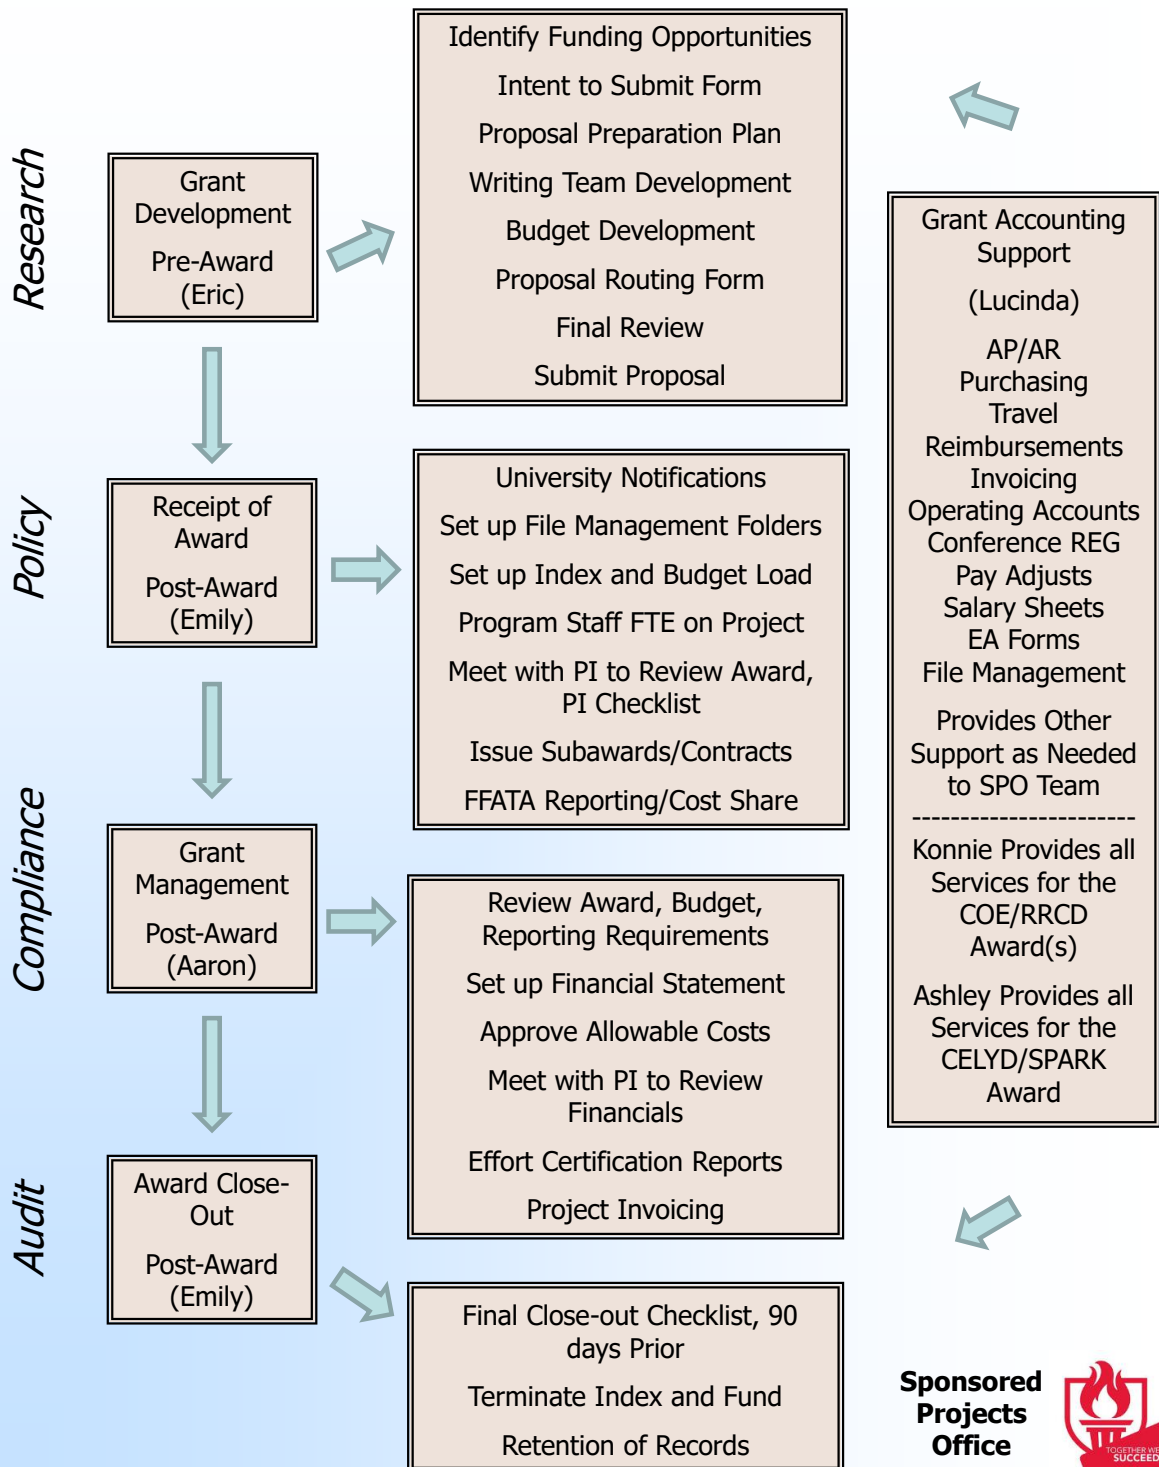 Research
Grant
Development
Pre-Award
(Eric)
Identify Funding Opportunities
Intent to Submit Form
Proposal Preparation Plan
Writing Team Development
Budget Development
Proposal Routing Form
Final Review
Submit Proposal
Policy
Receipt of
Award
Post-Award
(Emily)
University Notifications
Set up File Management Folders
Set up Index and Budget Load
Program Staff FTE on Project
Meet with PI to Review Award,
PI Checklist
Issue Subawards/Contracts
FFATA Reporting/Cost Share
Compliance
Grant
Management
Post-Award
(Aaron)
Review Award, Budget,
Reporting Requirements
Set up Financial Statement
Approve Allowable Costs
Meet with PI to Review
Financials
Effort Certification Reports
Project Invoicing
Audit
Award Close-
Out
Post-Award
(Emily)
Final Close-out Checklist, 90
days Prior
Terminate Index and Fund
Retention of Records
Grant Accounting
Support
(Lucinda)
AP/AR
Purchasing
Travel
Reimbursements
Invoicing
Operating Accounts
Conference REG
Pay Adjusts
Salary Sheets
EA Forms
File Management
Provides Other
Support as Needed
to SPO Team
-----------------------
Konnie Provides all
Services for the
COE/RRCD
Award(s)
Ashley Provides all
Services for the
CELYD/SPARK
Award
Sponsored
Projects
Office
TOGETHER WE
SUCCEED